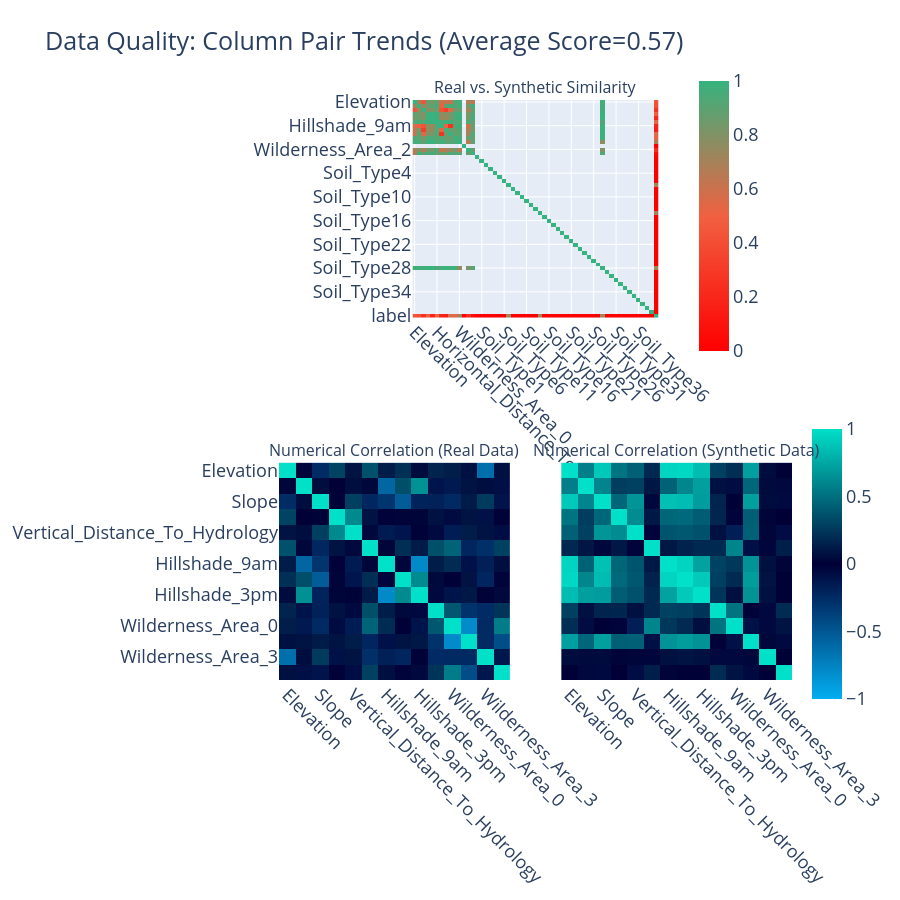 Data Quality: Column Pair Trends (Average Score=0.57)
Real vs. Synthetic Similarity
Elevation
Hillshade_9am
Wilderness_Area_2
Soil_Type4
Soil_Type10
Soil_Type16
Soil_Type22
Soil_Type28
Soil_Type34
label
Elevation
Horizontal_Distance_To
Wilderness_Area_0
Soil_Type1
Soil_Type6
Soil_Type11
Soil_Type16
Soil_Type21
Soil_Type26
Soil_Type31
Soil_Type36
1
0.8
0.6
0.4
0.2
0
Numerical Correlation (Real Data)
Numerical Correlation (Synthetic Data)
Elevation
Slope
Vertical_Distance_To_Hydrology
Hillshade_9am
Hillshade_3pm
Wilderness_Area_0
Wilderness_Area_3
Elevation
Slope
Vertical_Distance_To_Hydrology
Hillshade_9am
Hillshade_3pm
Wilderness_Area_0
Wilderness_Area_3
Elevation
Slope
Vertical_Distance_To_Hydrology
Hillshade_9am
Hillshade_3pm
Wilderness_Area_0
Wilderness_Area_3
1
0.5
0
−0.5
−1